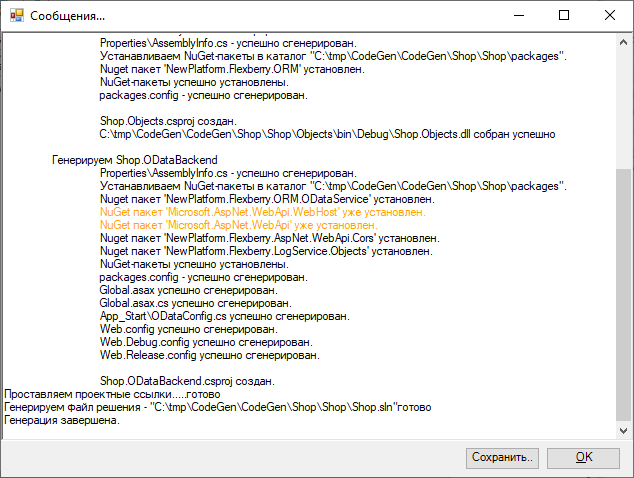 Сообщения...
Properties\AssemblyInfo.cs - успешно сгенерирован.
Устанавливаем NuGet-пакеты в каталог "C:\tmp\CodeGen\CodeGen\Shop\Shop\packages".
Nuget пакет 'NewPlatform.Flexberry.ORM' установлен.
NuGet-пакеты успешно установлены.
packages.config - успешно сгенерирован.
Shop.Objects.csproj создан.
C:\tmp\CodeGen\CodeGen\Shop\Shop\Objects\bin\Debug\Shop.Objects.dll собран успешно
Генерируем Shop.ODataBackend
Properties\AssemblyInfo.cs - успешно сгенерирован.
Устанавливаем NuGet-пакеты в каталог "C:\tmp\CodeGen\CodeGen\Shop\Shop\packages".
Nuget пакет 'NewPlatform.Flexberry.ORM.ODataService' установлен.
NuGet пакет 'Microsoft.AspNet.WebApi.WebHost' уже установлен.
NuGet пакет 'Microsoft.AspNet.WebApi' уже установлен.
Nuget пакет 'NewPlatform.Flexberry.AspNet.WebApi.Cors' установлен.
Nuget пакет 'NewPlatform.Flexberry.LogService.Objects' установлен.
NuGet-пакеты успешно установлены.
packages.config - успешно сгенерирован.
Global.asax успешно сгенерирован.
Global.asax.cs успешно сгенерирован.
App_Start\ODataConfig.cs успешно сгенерирован.
Web.config успешно сгенерирован.
Web.Debug.config успешно сгенерирован.
Web.Release.config успешно сгенерирован.
Shop.ODataBackend.csproj создан.
Проставляем проектные ссылки.....готово
Генерируем файл решения - "C:\tmp\CodeGen\CodeGen\Shop\Shop\Shop.sln"готово
Генерация завершена.
Сохранить.. OK